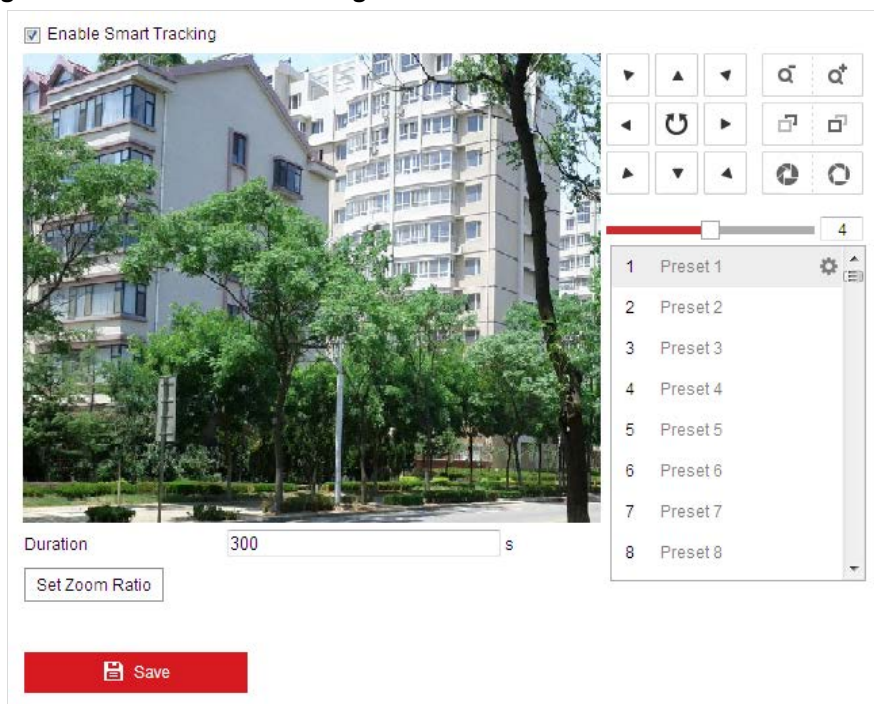 Enable Smart Tracking
4
1 Preset 1
2 Preset 2
3 Preset 3
4 Preset 4
5 Preset 5
6 Preset 6
7 Preset 7
8 Preset 8
Duration 300 s
Set Zoom Ratio
Save